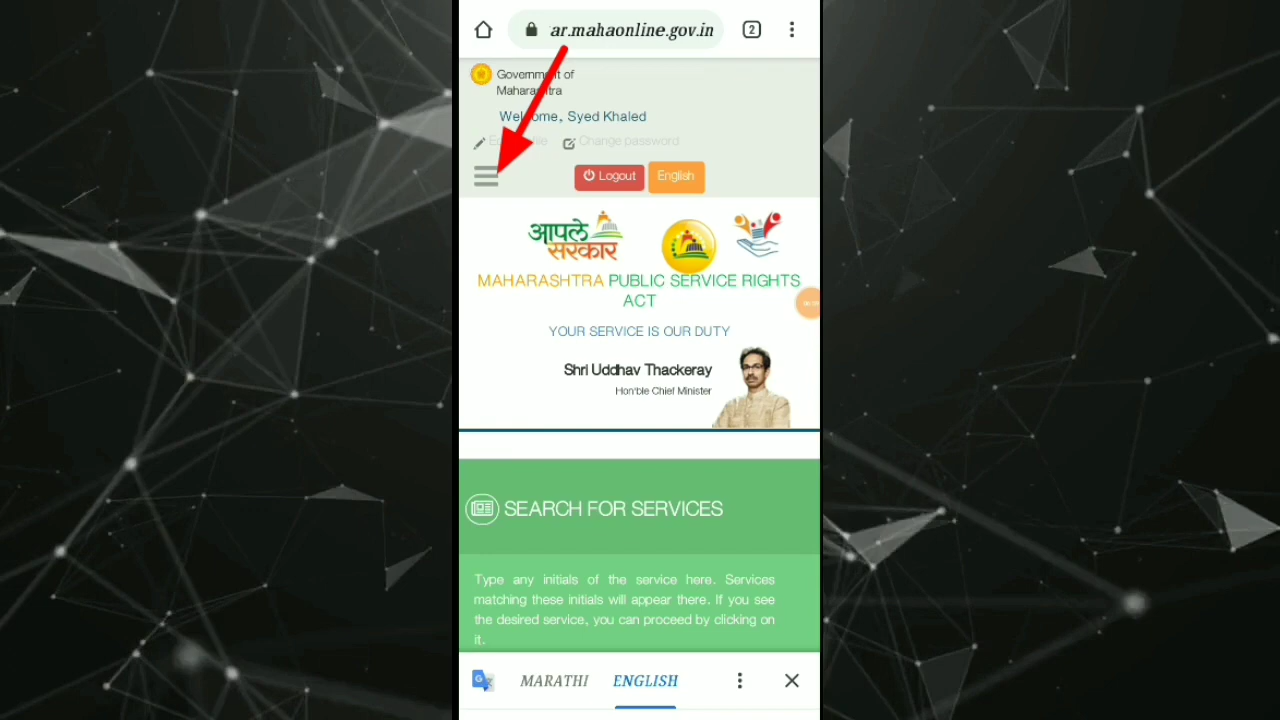 ar.mahaonline.gov.in
2
Government of
Maharashtra
Welcome, Syed Khaled
Change password
Logout
English
आपले
सरकार
MAHARASHTRA PUBLIC SERVICE RIGHTS
ACT
YOUR SERVICE IS OUR DUTY
Shri Uddhav Thackeray
Hon'ble Chief Minister
SEARCH FOR SERVICES
Type any initials of the service here. Services
matching these initials will appear there. If you see
the desired service, you can proceed by clicking on
it.
MARATHI ENGLISH